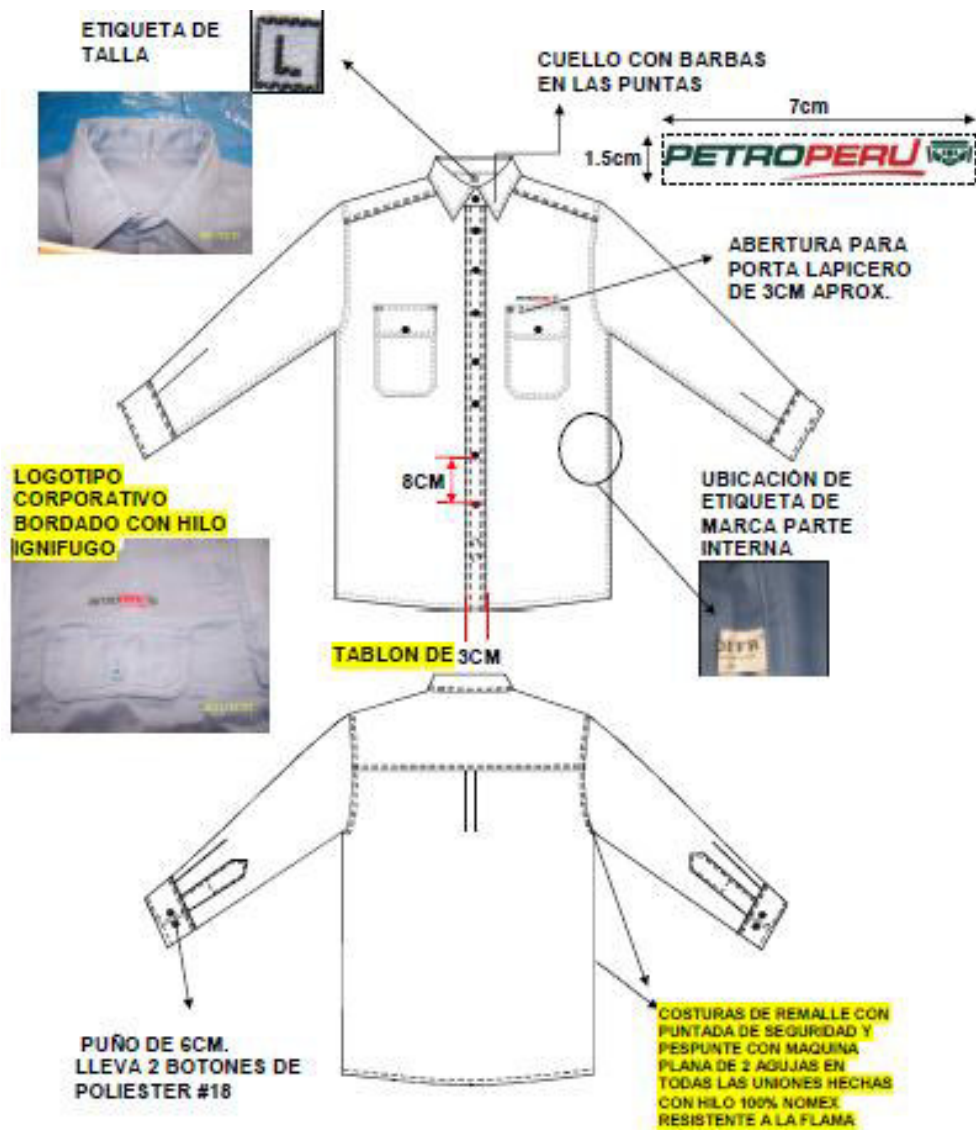 ETIQUETA DE
TALLA
L
CUELLO CON BARBAS
EN LAS PUNTAS
7cm
1.5cm
PETROPERU
ABERTURA PARA
PORTA LAPICERO
DE 3CM APROX.
LOGOTIPO
CORPORATIVO
BORDADO CON HILO
IGNIFUGO
8CM
UBICACIÓN DE
ETIQUETA DE
MARCA PARTE
INTERNA
TABLON DE 3CM
PUÑO DE 6CM.
LLEVA 2 BOTONES DE
POLIESTER #18
COSTURAS DE REMALLE CON
PUNTADA DE SEGURIDAD Y
PESPUNTE CON MAQUINA
PLANA DE 2 AGUJAS EN
TODAS LAS UNIONES HECHAS
CON HILO 100% NOMEX
RESISTENTE A LA FLAMA